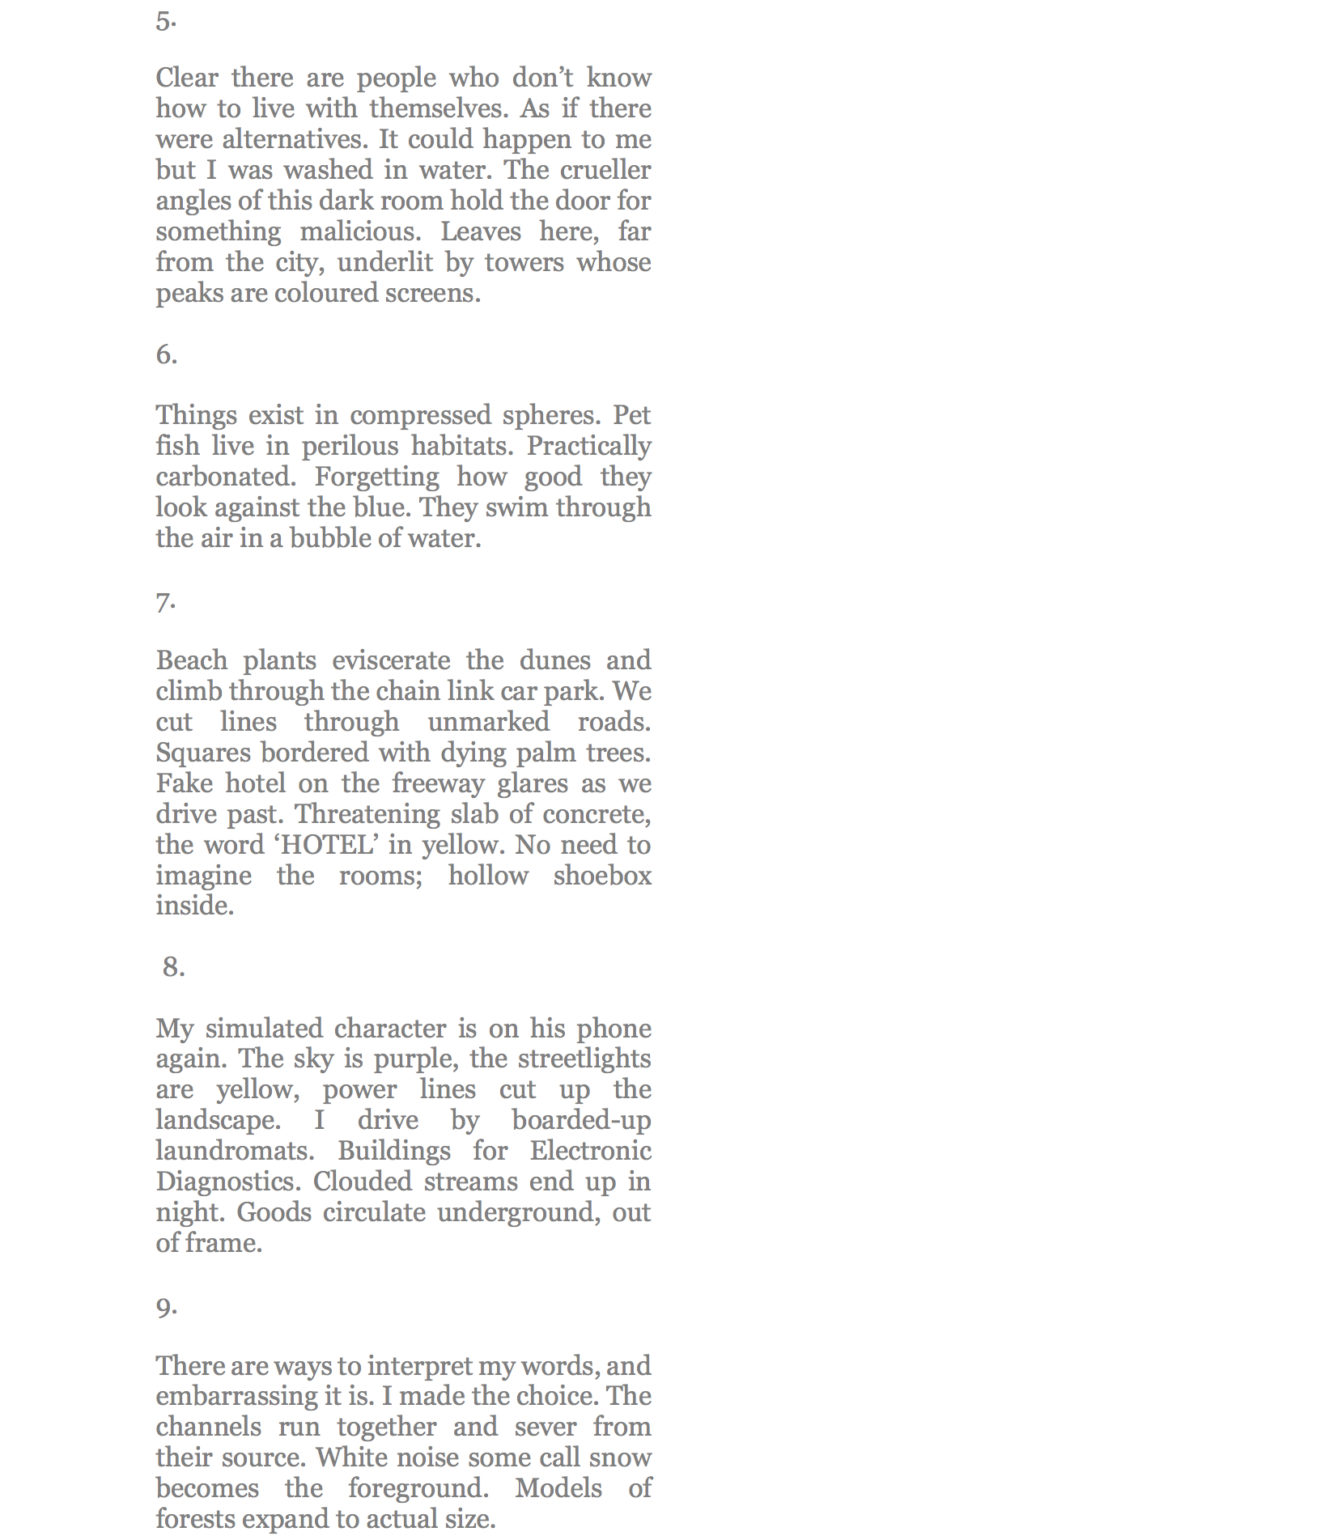 5.
Clear there are people who don’t know
how to live with themselves. As if there
were alternatives. It could happen to me
but I was washed in water. The crueller
angles of this dark room hold the door for
something malicious. Leaves here, far
from the city, underlit by towers whose
peaks are coloured screens.
6.
Things exist in compressed spheres. Pet
fish live in perilous habitats. Practically
carbonated. Forgetting how good they
look against the blue. They swim through
the air in a bubble of water.
7.
Beach plants eviscerate the dunes and
climb through the chain link car park. We
cut lines through unmarked roads.
Squares bordered with dying palm trees.
Fake hotel on the freeway glares as we
drive past. Threatening slab of concrete,
the word ‘HOTEL’ in yellow. No need to
imagine the rooms; hollow shoebox
inside.
8.
My simulated character is on his phone
again. The sky is purple, the streetlights
are yellow, power lines cut up the
landscape. I drive by boarded-up
laundromats. Buildings for Electronic
Diagnostics. Clouded streams end up in
night. Goods circulate underground, out
of frame.
9.
There are ways to interpret my words, and
embarrassing it is. I made the choice. The
channels run together and sever from
their source. White noise some call snow
becomes the foreground. Models of
forests expand to actual size.